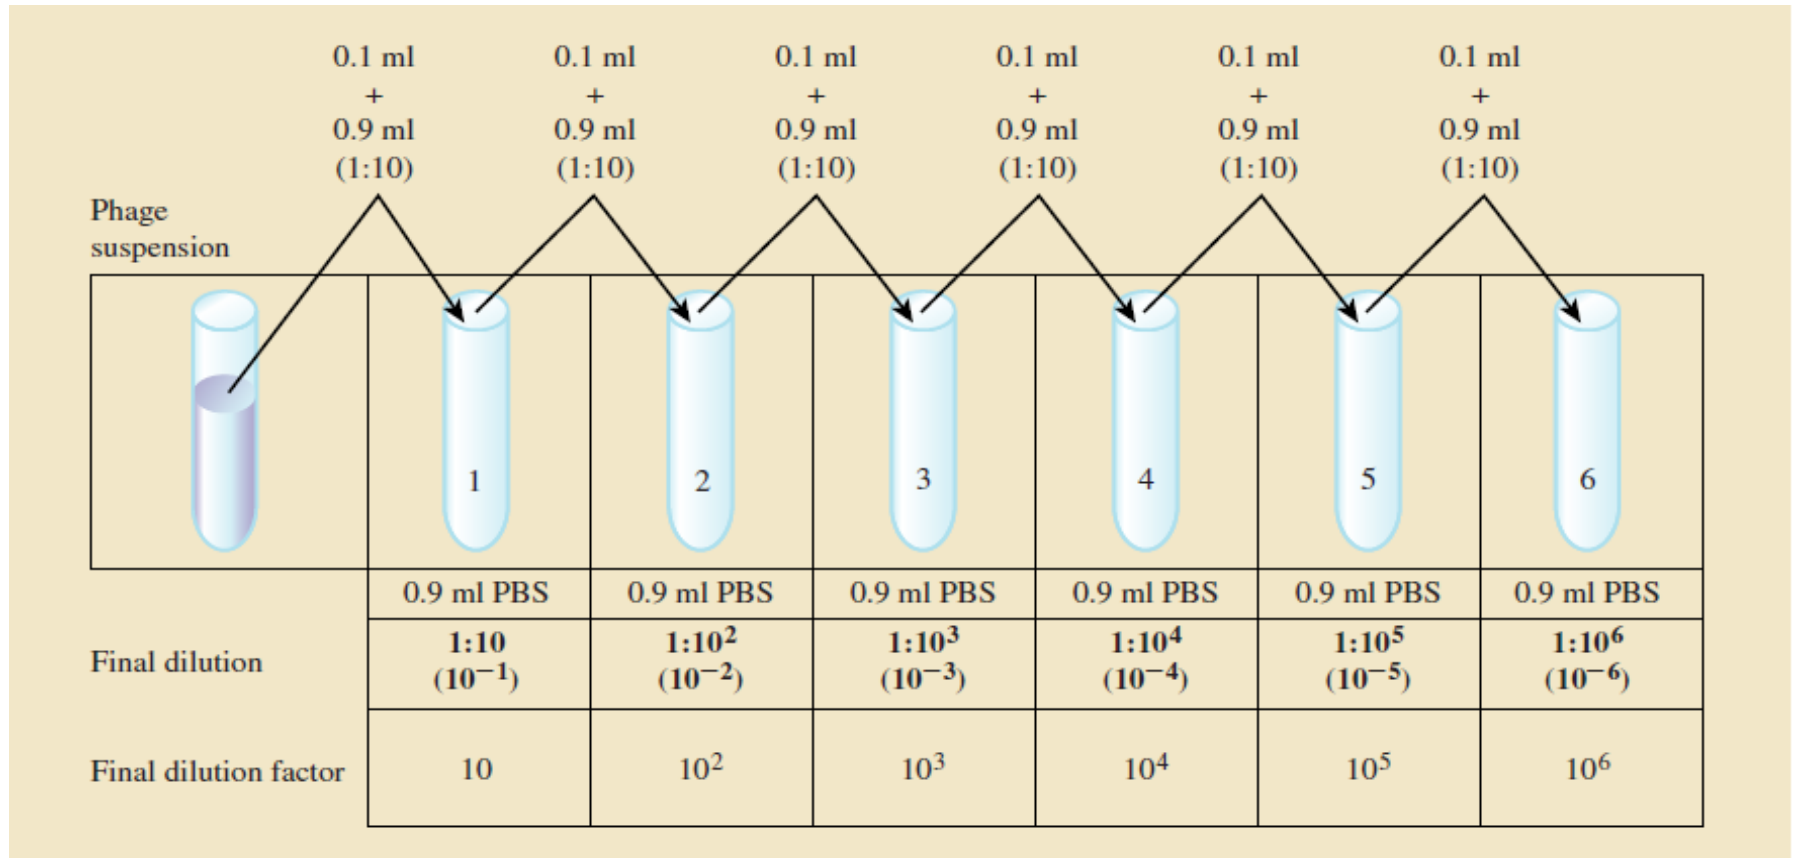 0.1 ml 0.1 ml 0.1 ml 0.1 ml 0.1 ml 0.1 ml
+ + + + + +
0.9 ml 0.9 ml 0.9 ml 0.9 ml 0.9 ml 0.9 ml
(1:10) (1:10) (1:10) (1:10) (1:10) (1:10)
Phage
suspension
1 2 3 4 5 6
0.9 ml PBS 0.9 ml PBS 0.9 ml PBS 0.9 ml PBS 0.9 ml PBS 0.9 ml PBS
Final dilution
1:10 1:10² 1:10³ 1:10⁴ 1:10⁵ 1:10⁶
(10⁻¹) (10⁻²) (10⁻³) (10⁻⁴) (10⁻⁵) (10⁻⁶)
Final dilution factor 10 10² 10³ 10⁴ 10⁵ 10⁶